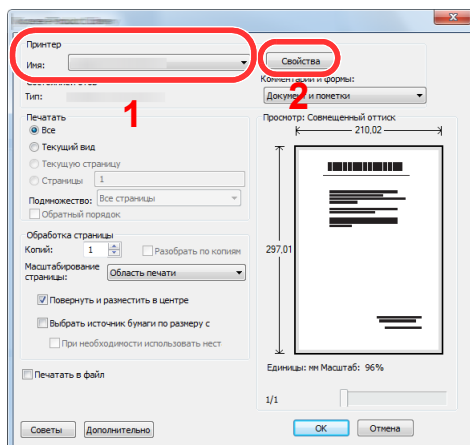 Принтер
Имя:
Свойства
Комментарии и формы:
Тип:
1
2
Документ и пометки
Печатать
Все
Текущий вид
Текущую страницу
Страницы 1
Подмножество: Все страницы
Обратный порядок
Просмотр: Совмещенный оттиск
210,02
297,01
Обработка страницы
Копий: 1 Разобрать по копиям
Масштабирование
страницы: Область печати
Повернуть и разместить в центре
Выбрать источник бумаги по размеру с
При необходимости использовать нест
Единицы: мм Масштаб: 96%
Печатать в файл
1/1
Советы Дополнительно OK Отмена